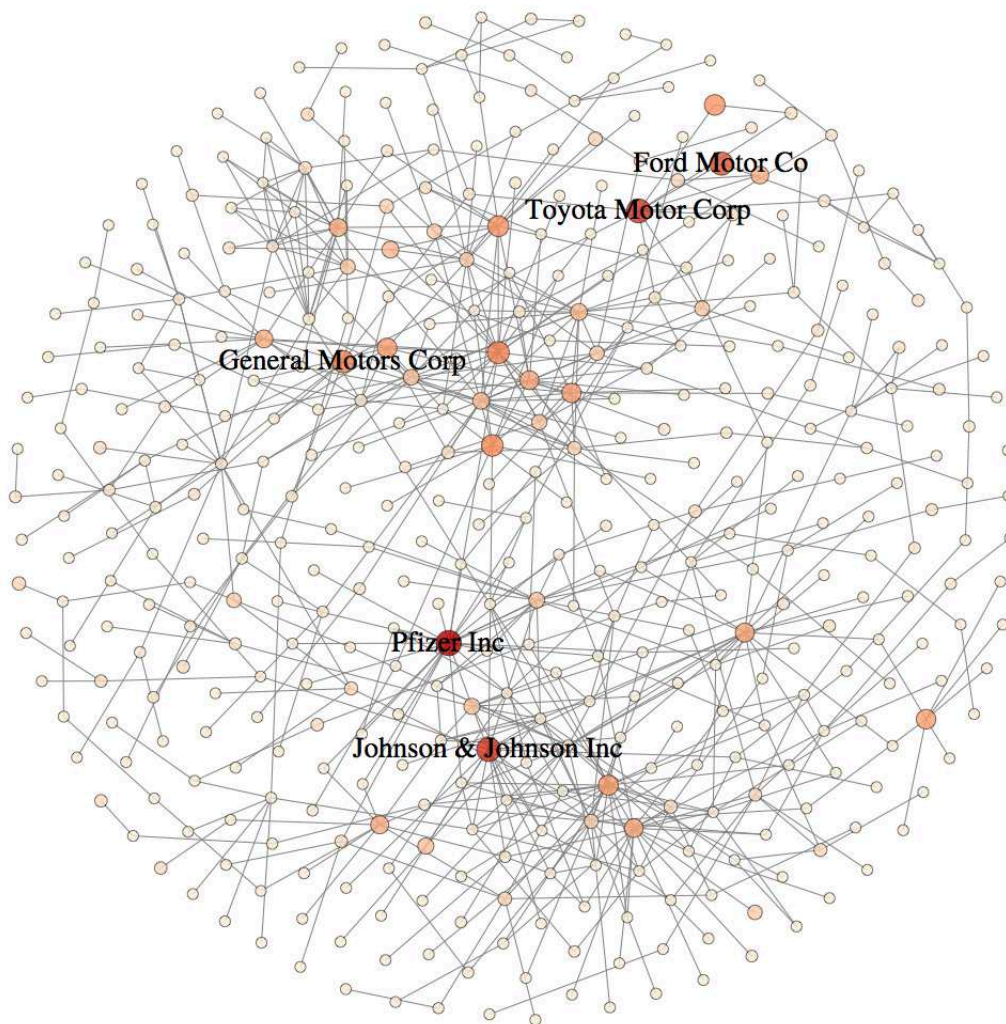 Ford Motor Co
Toyota Motor Corp
General Motors Corp
Pfizer Inc
Johnson & Johnson Inc